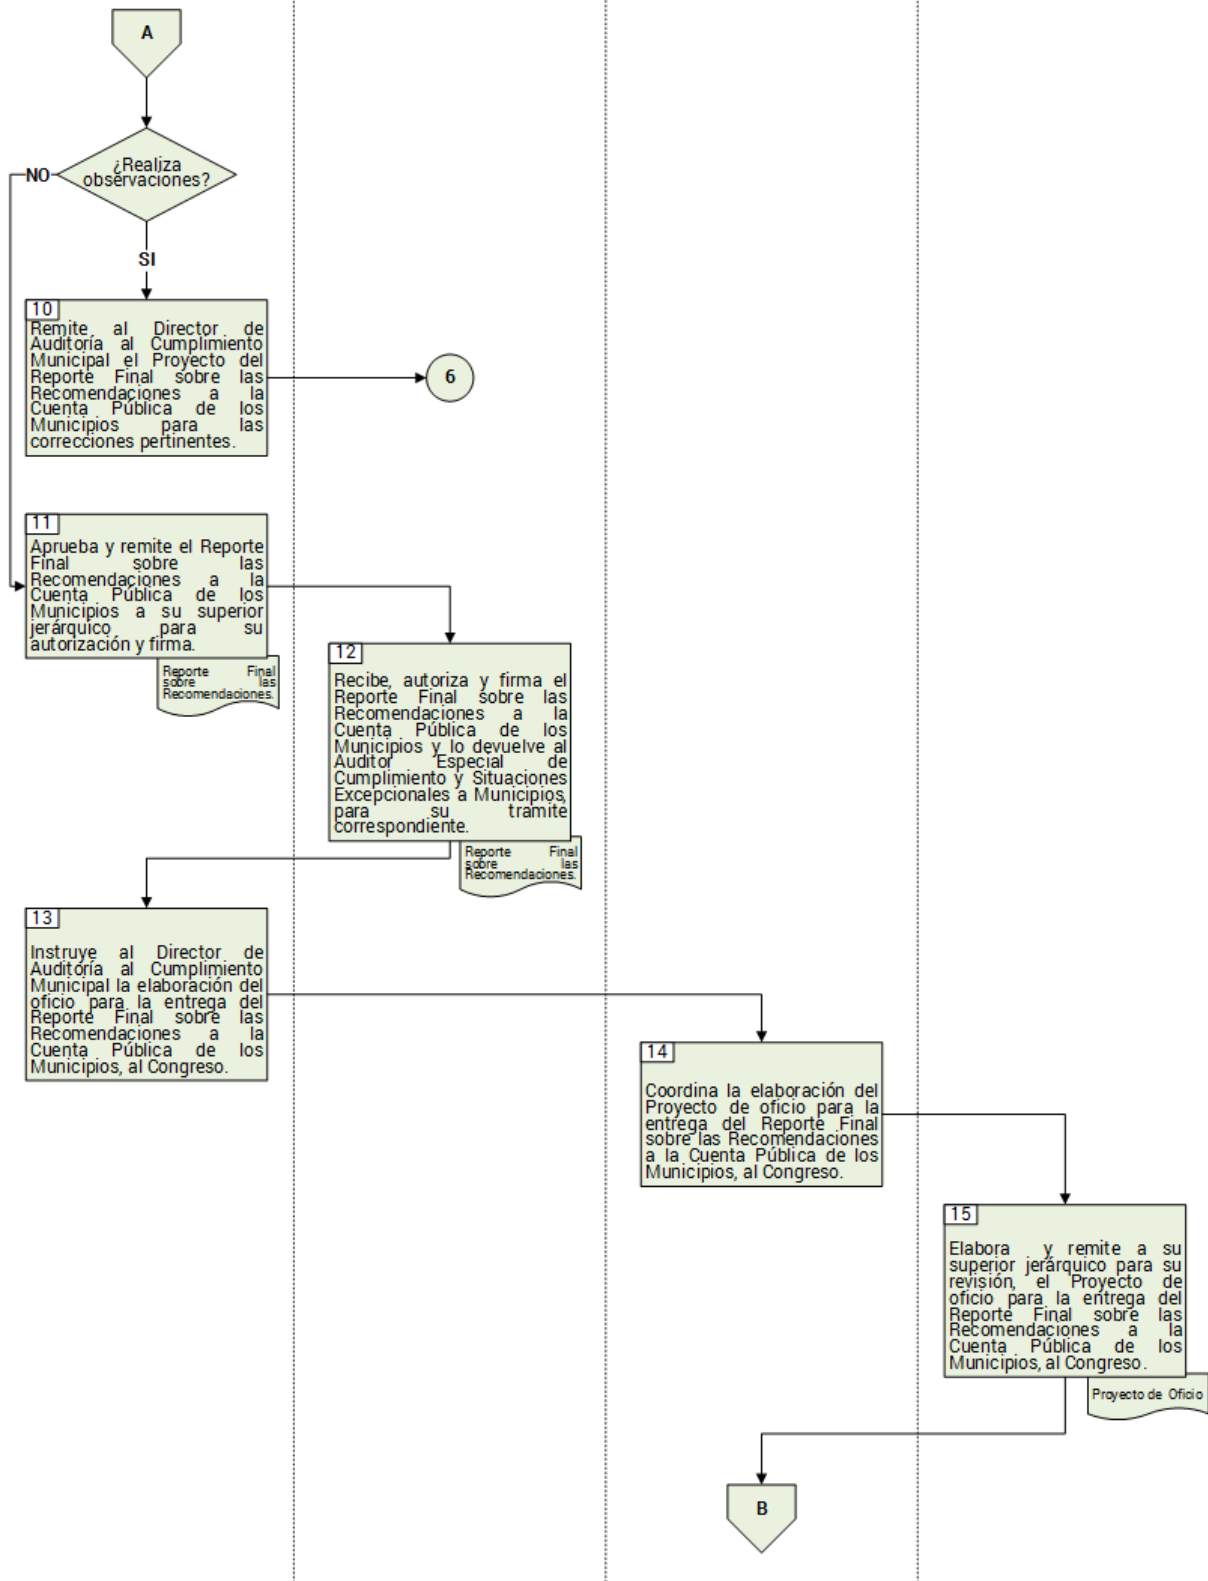 A
¿Realiza
observaciones?
NO
SI
10
Remite al Director de
Auditoría al Cumplimiento
Municipal el Proyecto del
Reporte Final sobre las
Recomendaciones a la
Cuenta Pública de los
Municipios para las
correcciones pertinentes.
6
11
Aprueba y remite el Reporte
Final sobre las
Recomendaciones a la
Cuenta Pública de los
Municipios a su superior
jerárquico para su
autorización y firma.
Reporte Final
sobre las
Recomendaciones.
12
Recibe, autoriza y firma el
Reporte Final sobre las
Recomendaciones a la
Cuenta Pública de los
Municipios y lo devuelve al
Auditor Especial de
Cumplimiento y Situaciones
Excepcionales a Municipios,
para su tramite
correspondiente.
Reporte Final
sobre las
Recomendaciones.
13
Instruye al Director de
Auditoría al Cumplimiento
Municipal la elaboración del
oficio para la entrega del
Reporte Final sobre las
Recomendaciones a la
Cuenta Pública de los
Municipios, al Congreso.
14
Coordina la elaboración del
Proyecto de oficio para la
entrega del Reporte Final
sobre las Recomendaciones
a la Cuenta Pública de los
Municipios, al Congreso.
15
Elabora y remite a su
superior jerárquico para su
revisión, el Proyecto de
oficio para la entrega del
Reporte Final sobre las
Recomendaciones a la
Cuenta Pública de los
Municipios, al Congreso.
Proyecto de Oficio
B